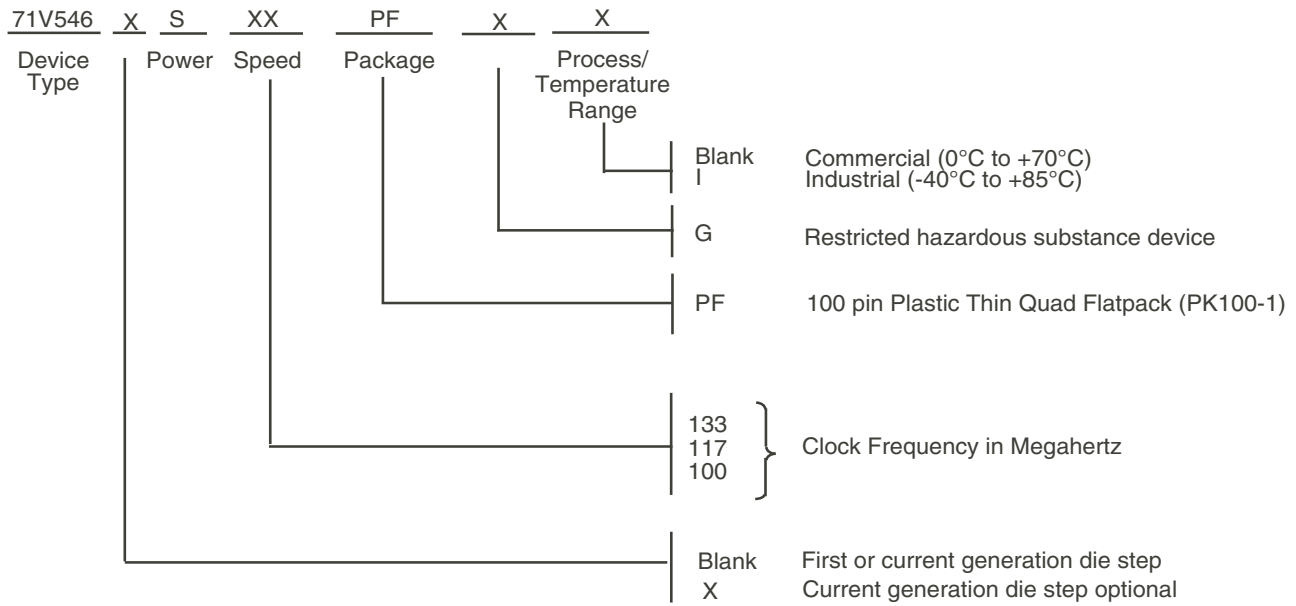 71V546 X S XX PF X X
Device Type
Power
Speed
Package
Process/
Temperature
Range
Blank Commercial (0°C to +70°C)
I Industrial (-40°C to +85°C)
G Restricted hazardous substance device
PF 100 pin Plastic Thin Quad Flatpack (PK100-1)
133
117
100
Clock Frequency in Megahertz
Blank First or current generation die step
X Current generation die step optional